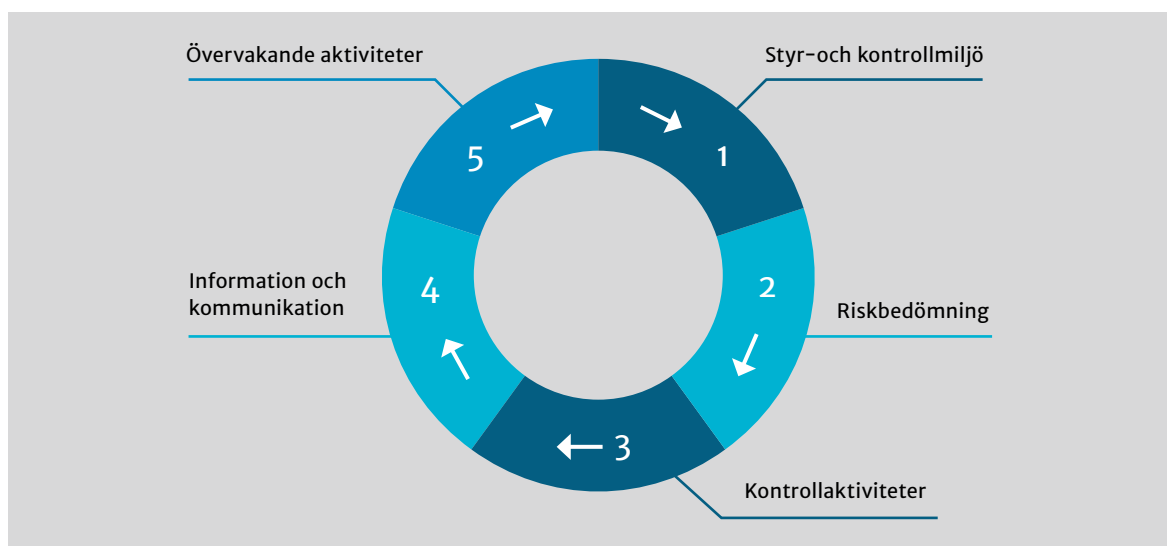 Övervakande aktiviteter
Styr-och kontrollmiljö
5
1
Information och
kommunikation
4
2
Riskbedömning
3
Kontrollaktiviteter